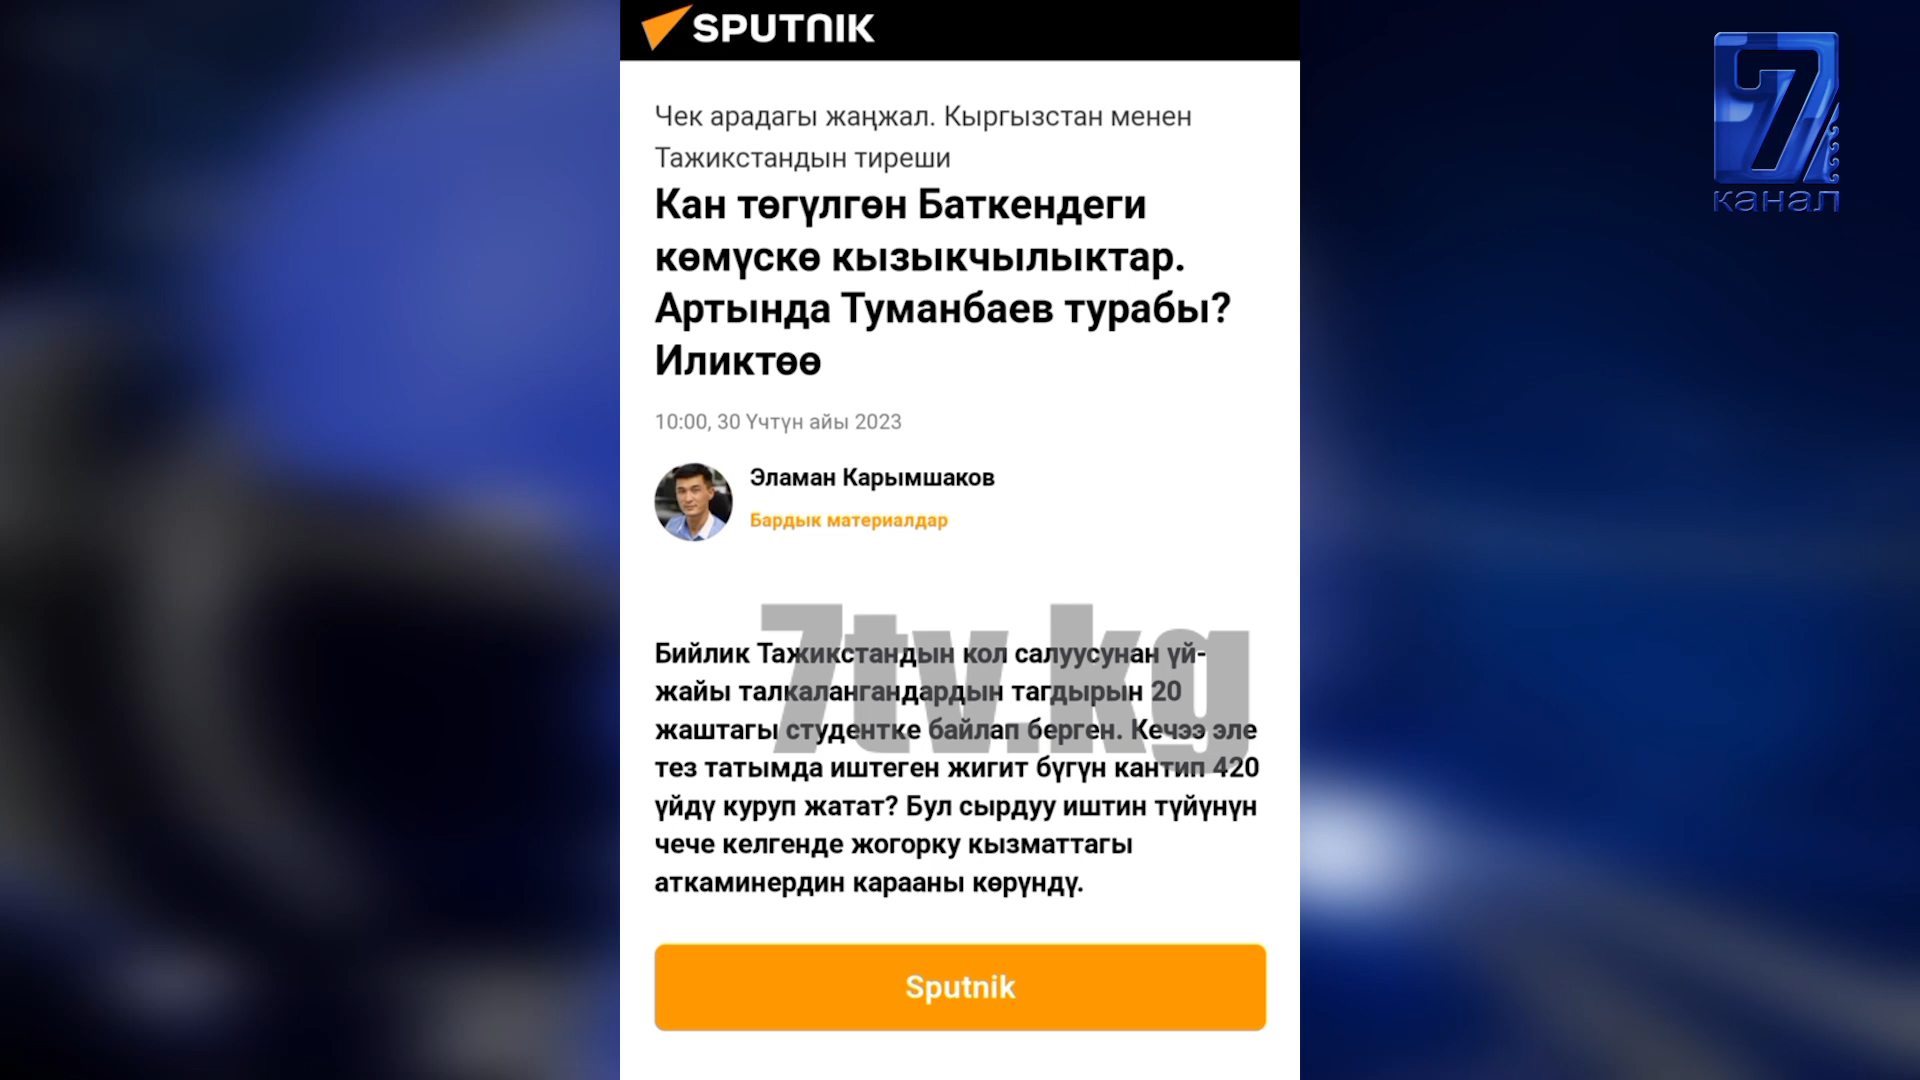 SPUTNIK
7
канал
Чек арадагы жаңжал. Кыргызстан менен
Тажикстандын тиреши
Кан төгүлгөн Баткендеги
көмүскө кызыкчылыктар.
Артында Туманбаев турабы?
Иликтөө
10:00, 30 Үчтүн айы 2023
Эламан Карымшаков
Бардык материалдар
7tv.kg
Бийлик Тажикстандын кол салуусунан үй-
жайы талкалангандардын тагдырын 20
жаштагы студентке байлап берген. Кечээ эле
тез татымда иштеген жигит бүгүн кантип 420
үйдү куруп жатат? Бул сырдуу иштин түйүнүн
чече келгенде жогорку кызматтагы
аткаминердин карааны көрүндү.
Sputnik